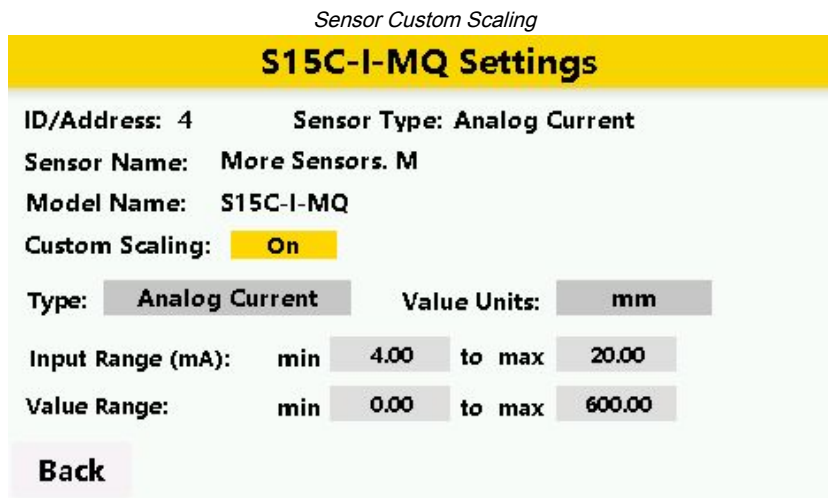 Sensor Custom Scaling
S15C-I-MQ Settings
ID/Address: 4 Sensor Type: Analog Current
Sensor Name: More Sensors. M
Model Name: S15C-I-MQ
Custom Scaling: On
Type: Analog Current Value Units: mm
Input Range (mA): min 4.00 to max 20.00
Value Range: min 0.00 to max 600.00
Back